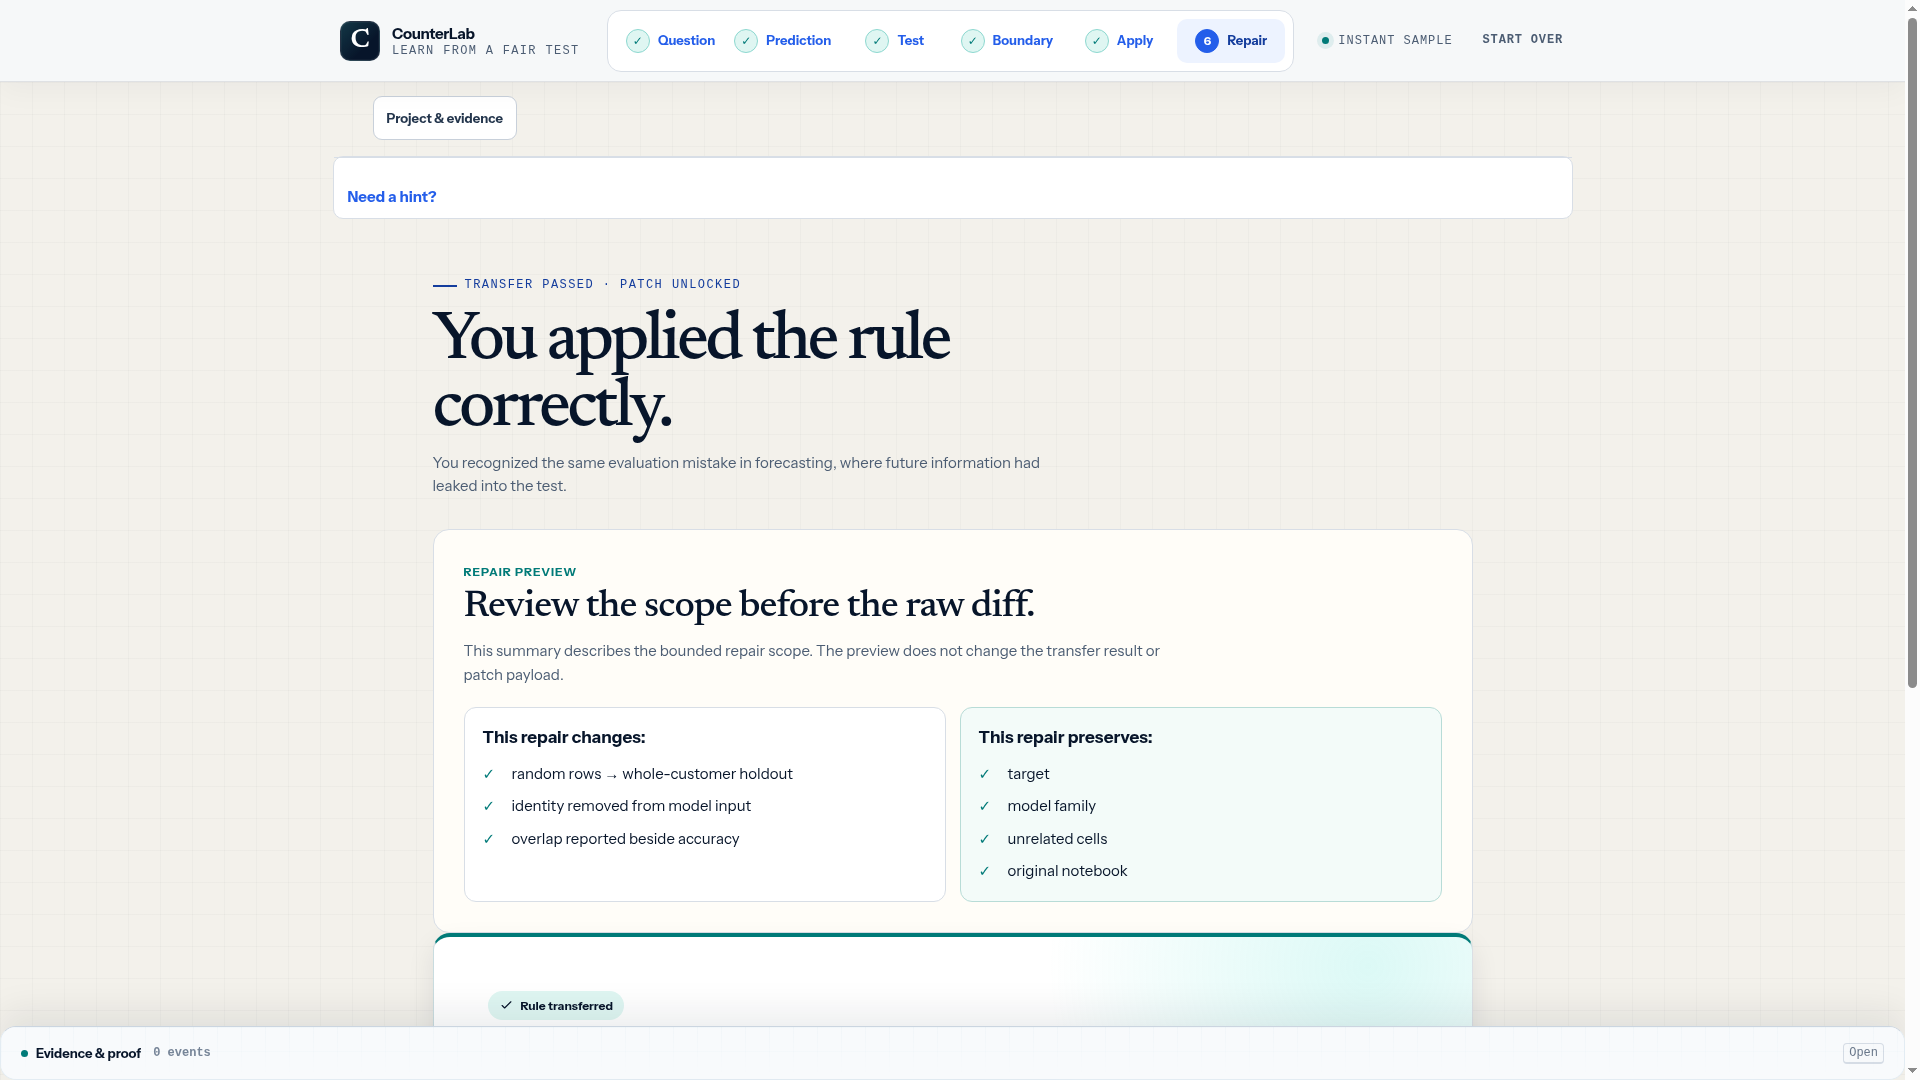 C
CounterLab
LEARN FROM A FAIR TEST
✓ Question
✓ Prediction
✓ Test
✓ Boundary
✓ Apply
6 Repair
INSTANT SAMPLE
START OVER
Project & evidence
Need a hint?
TRANSFER PASSED · PATCH UNLOCKED
You applied the rule
correctly.
You recognized the same evaluation mistake in forecasting, where future information had
leaked into the test.
REPAIR PREVIEW
Review the scope before the raw diff.
This summary describes the bounded repair scope. The preview does not change the transfer result or
patch payload.
This repair changes:
✓ random rows → whole-customer holdout
✓ identity removed from model input
✓ overlap reported beside accuracy
This repair preserves:
✓ target
✓ model family
✓ unrelated cells
✓ original notebook
✓ Rule transferred
Evidence & proof 0 events
Open